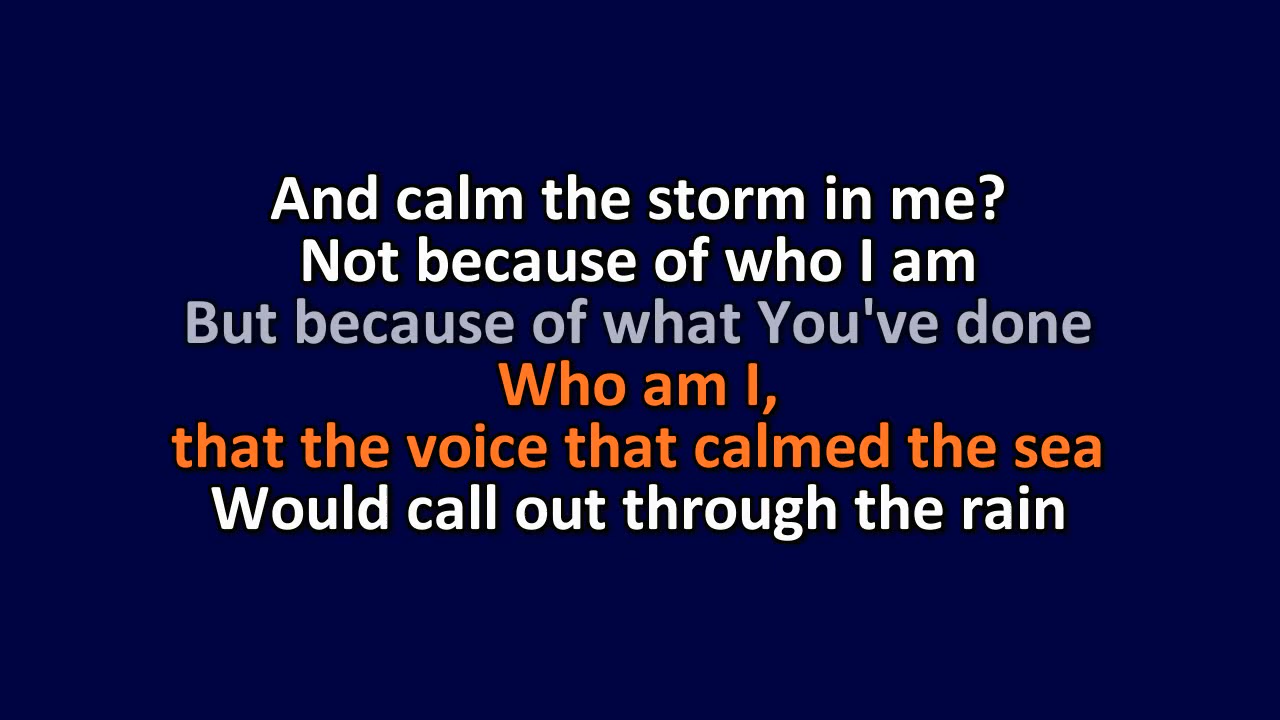 And calm the storm in me?
Not because of who I am
But because of what You've done
Who am I,
that the voice that calmed the sea
Would call out through the rain